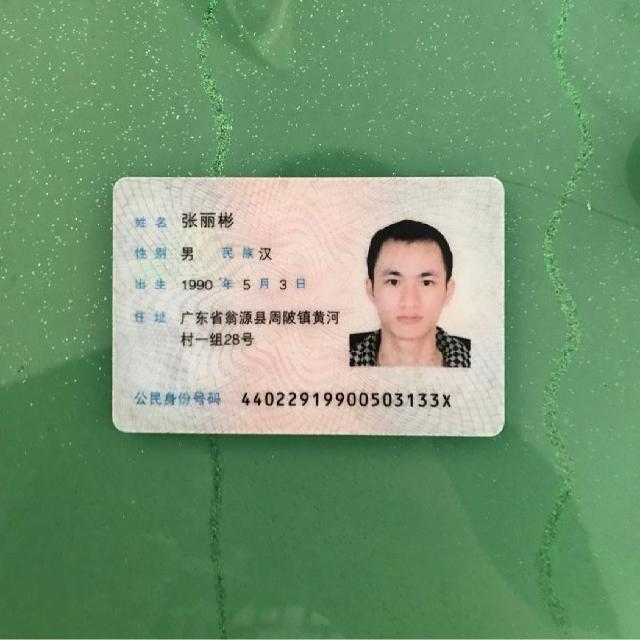 姓名 张丽彬
性别 男 民族 汉
出生 1990 年 5 月 3 日
住址 广东省翁源县周陂镇黄河
村一组28号
公民身份号码 44022919900503133X